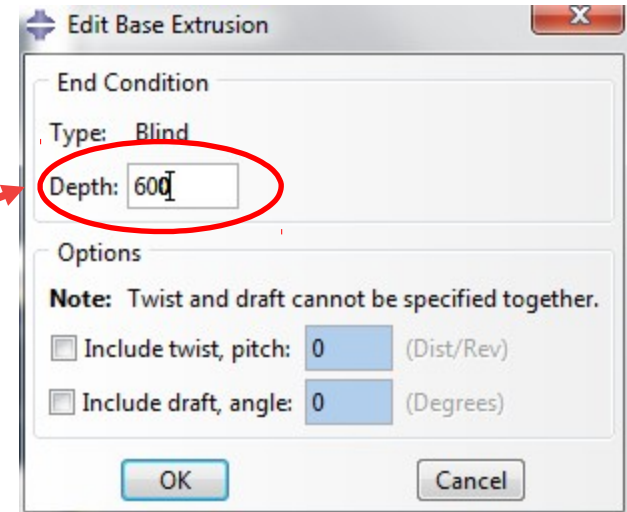 Edit Base Extrusion
End Condition
Type: Blind
Depth: 600
Options
Note: Twist and draft cannot be specified together.
Include twist, pitch: 0 (Dist/Rev)
Include draft, angle: 0 (Degrees)
OK Cancel